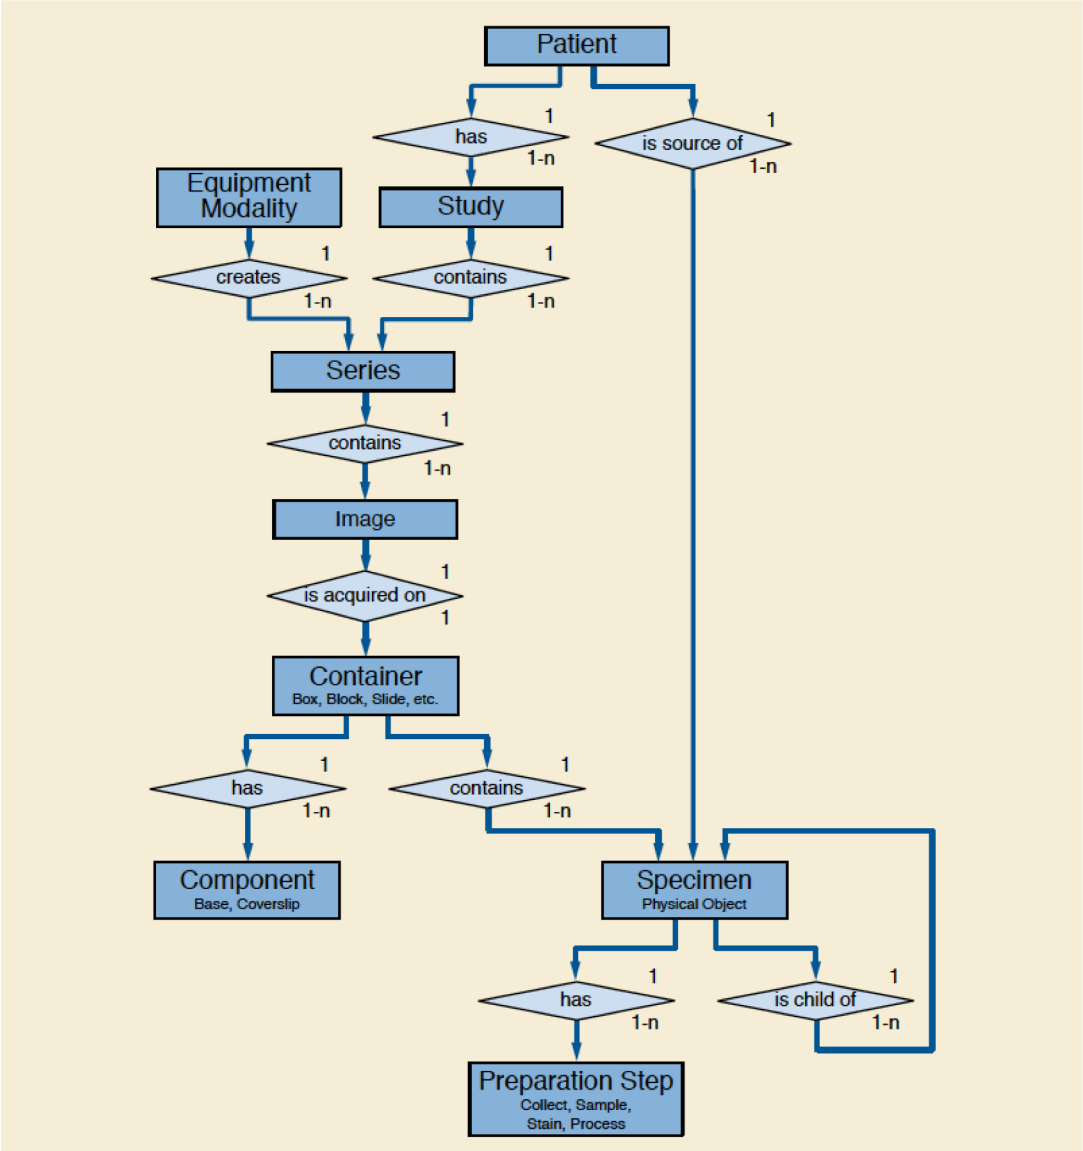 Patient
1
has
1-n
1
is source of
1-n
Equipment
Modality
Study
1
creates
1-n
1
contains
1-n
Series
1
contains
1-n
Image
1
is acquired on
1
Container
Box, Block, Slide, etc.
1
has
1-n
1
contains
1-n
Component
Base, Coverslip
Specimen
Physical Object
1
has
1-n
1
is child of
1-n
Preparation Step
Collect, Sample,
Stain, Process